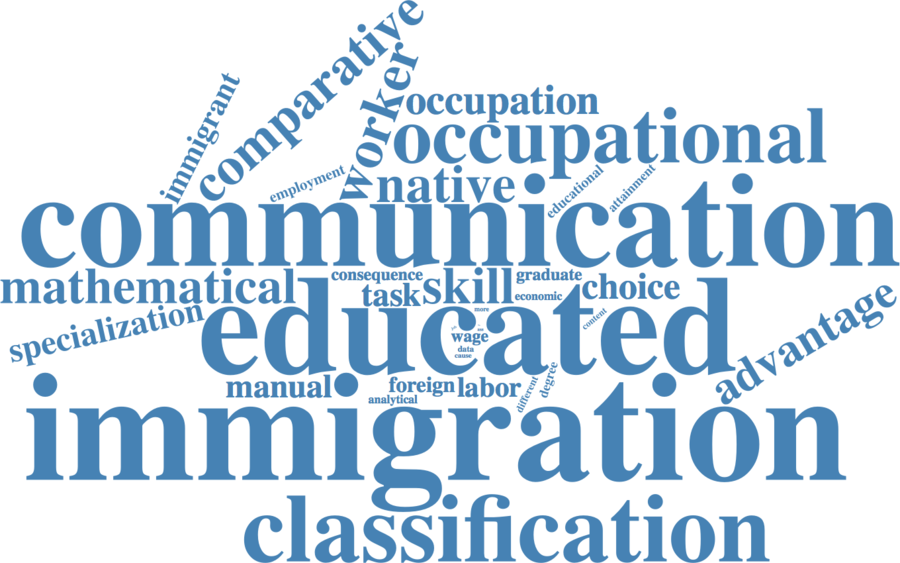 comparative
worker
immigrant
occupation
occupational
employment
native
educational
attainment
communication
mathematical
consequence
task
skill
graduate
economic
choice
specialization
educated
more
use
wage
data
cause
content
advantage
manual
foreign
labor
analytical
different
degree
immigration
classification